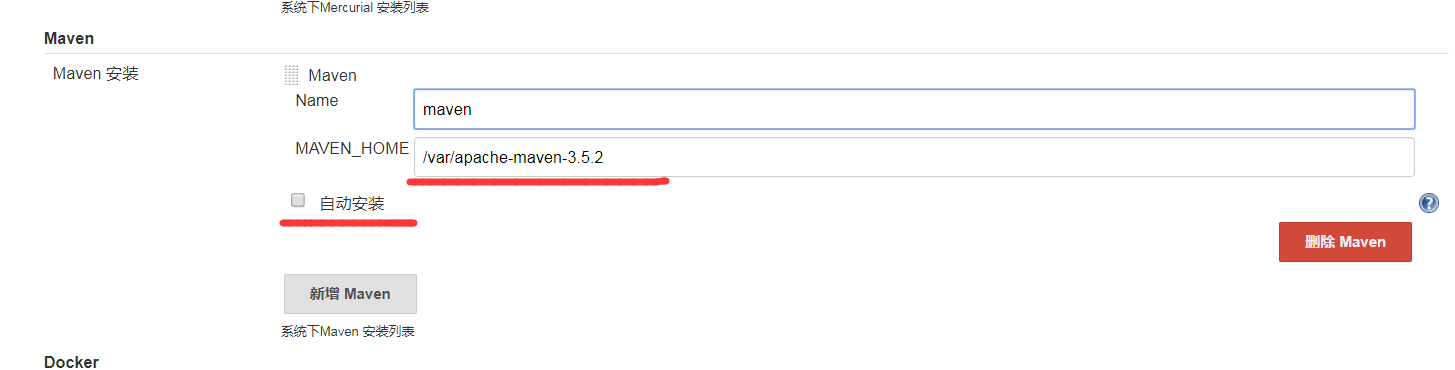 系统下Mercurial 安装列表
Maven
Maven 安装
Maven
Name
maven
MAVEN_HOME
/var/apache-maven-3.5.2
自动安装
?
删除 Maven
新增 Maven
系统下Maven 安装列表
Docker